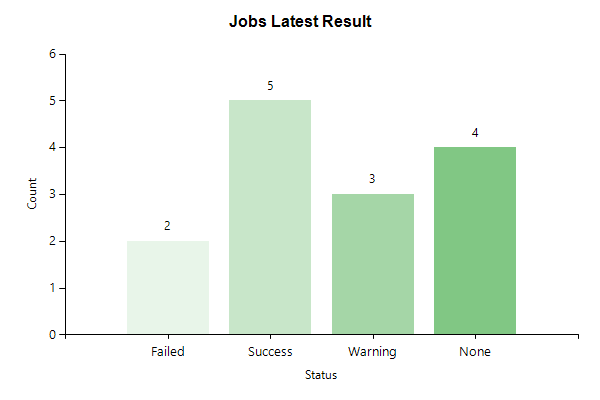 Jobs Latest Result
6
5
4
3
2
1
0
Count
2
5
3
4
Failed
Success
Warning
None
Status